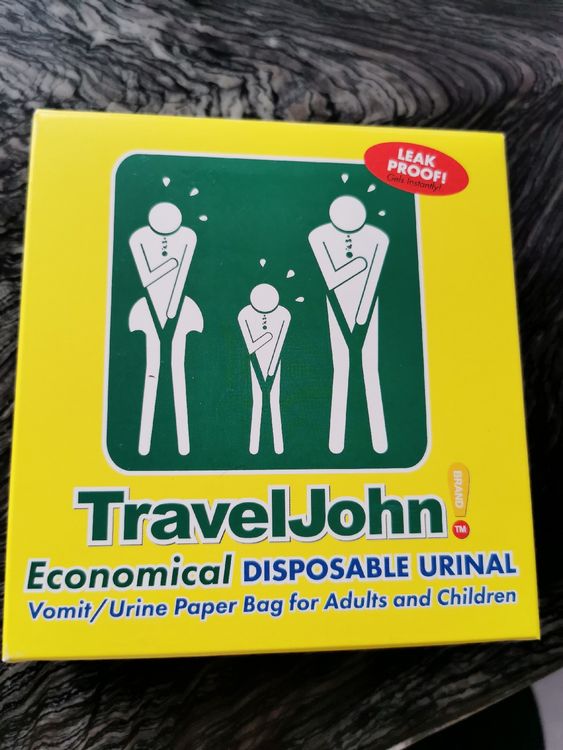 LEAK
PROOF!
Gels Instantly!
TravelJohn!
BRAND
TM
Economical DISPOSABLE URINAL
Vomit/Urine Paper Bag for Adults and Children